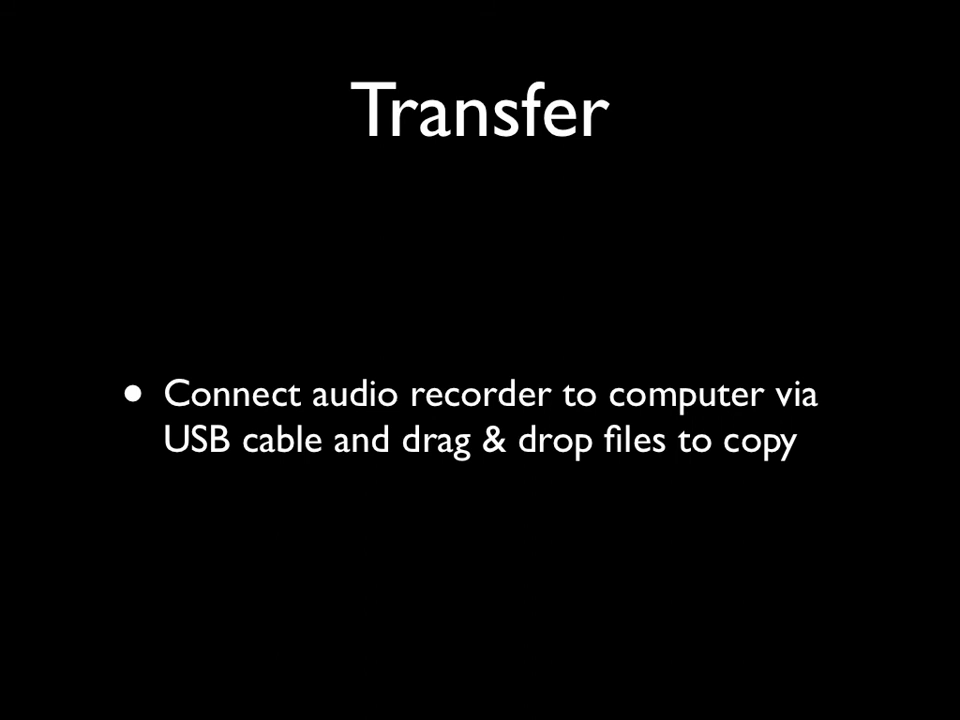 Transfer
• Connect audio recorder to computer via
USB cable and drag & drop files to copy